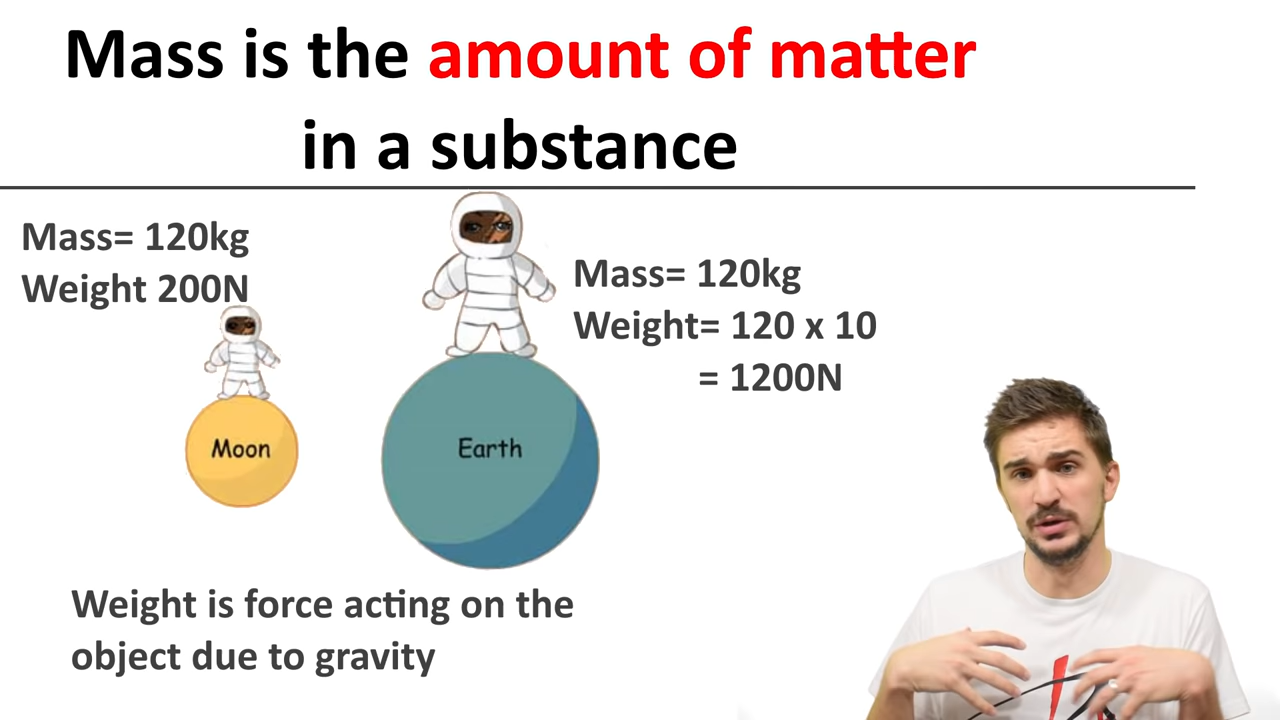 Mass is the amount of matter
in a substance
Mass= 120kg
Weight 200N
Mass= 120kg
Weight= 120 x 10
= 1200N
Moon
Earth
Weight is force acting on the
object due to gravity